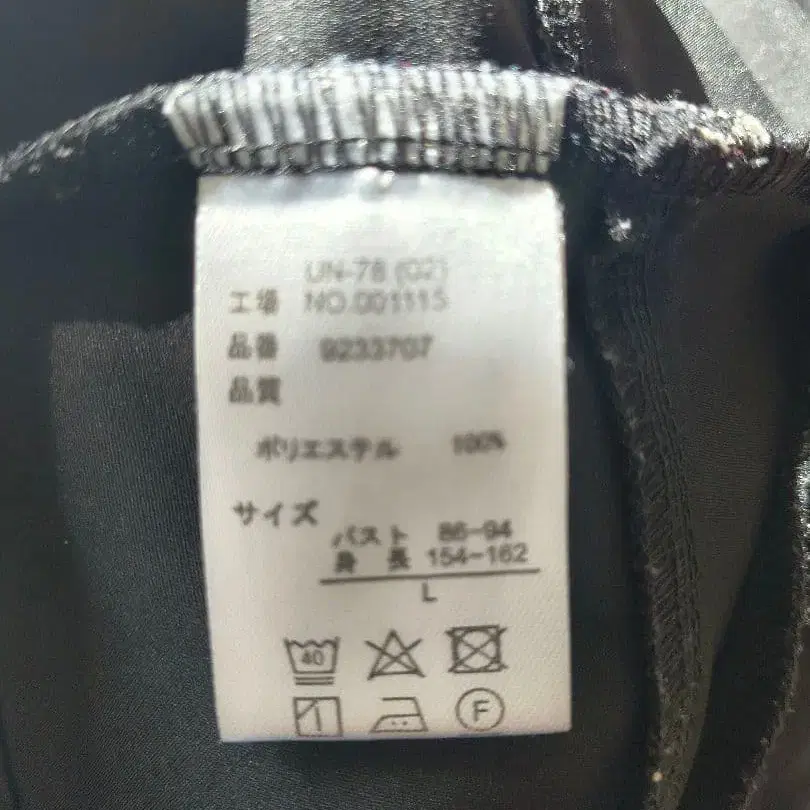 UN-78 (02)
工場 NO.001115
品番 9233707
品質
ポリエステル 100%
サイズ
バスト 86-94
身長 154-162
L
40
F